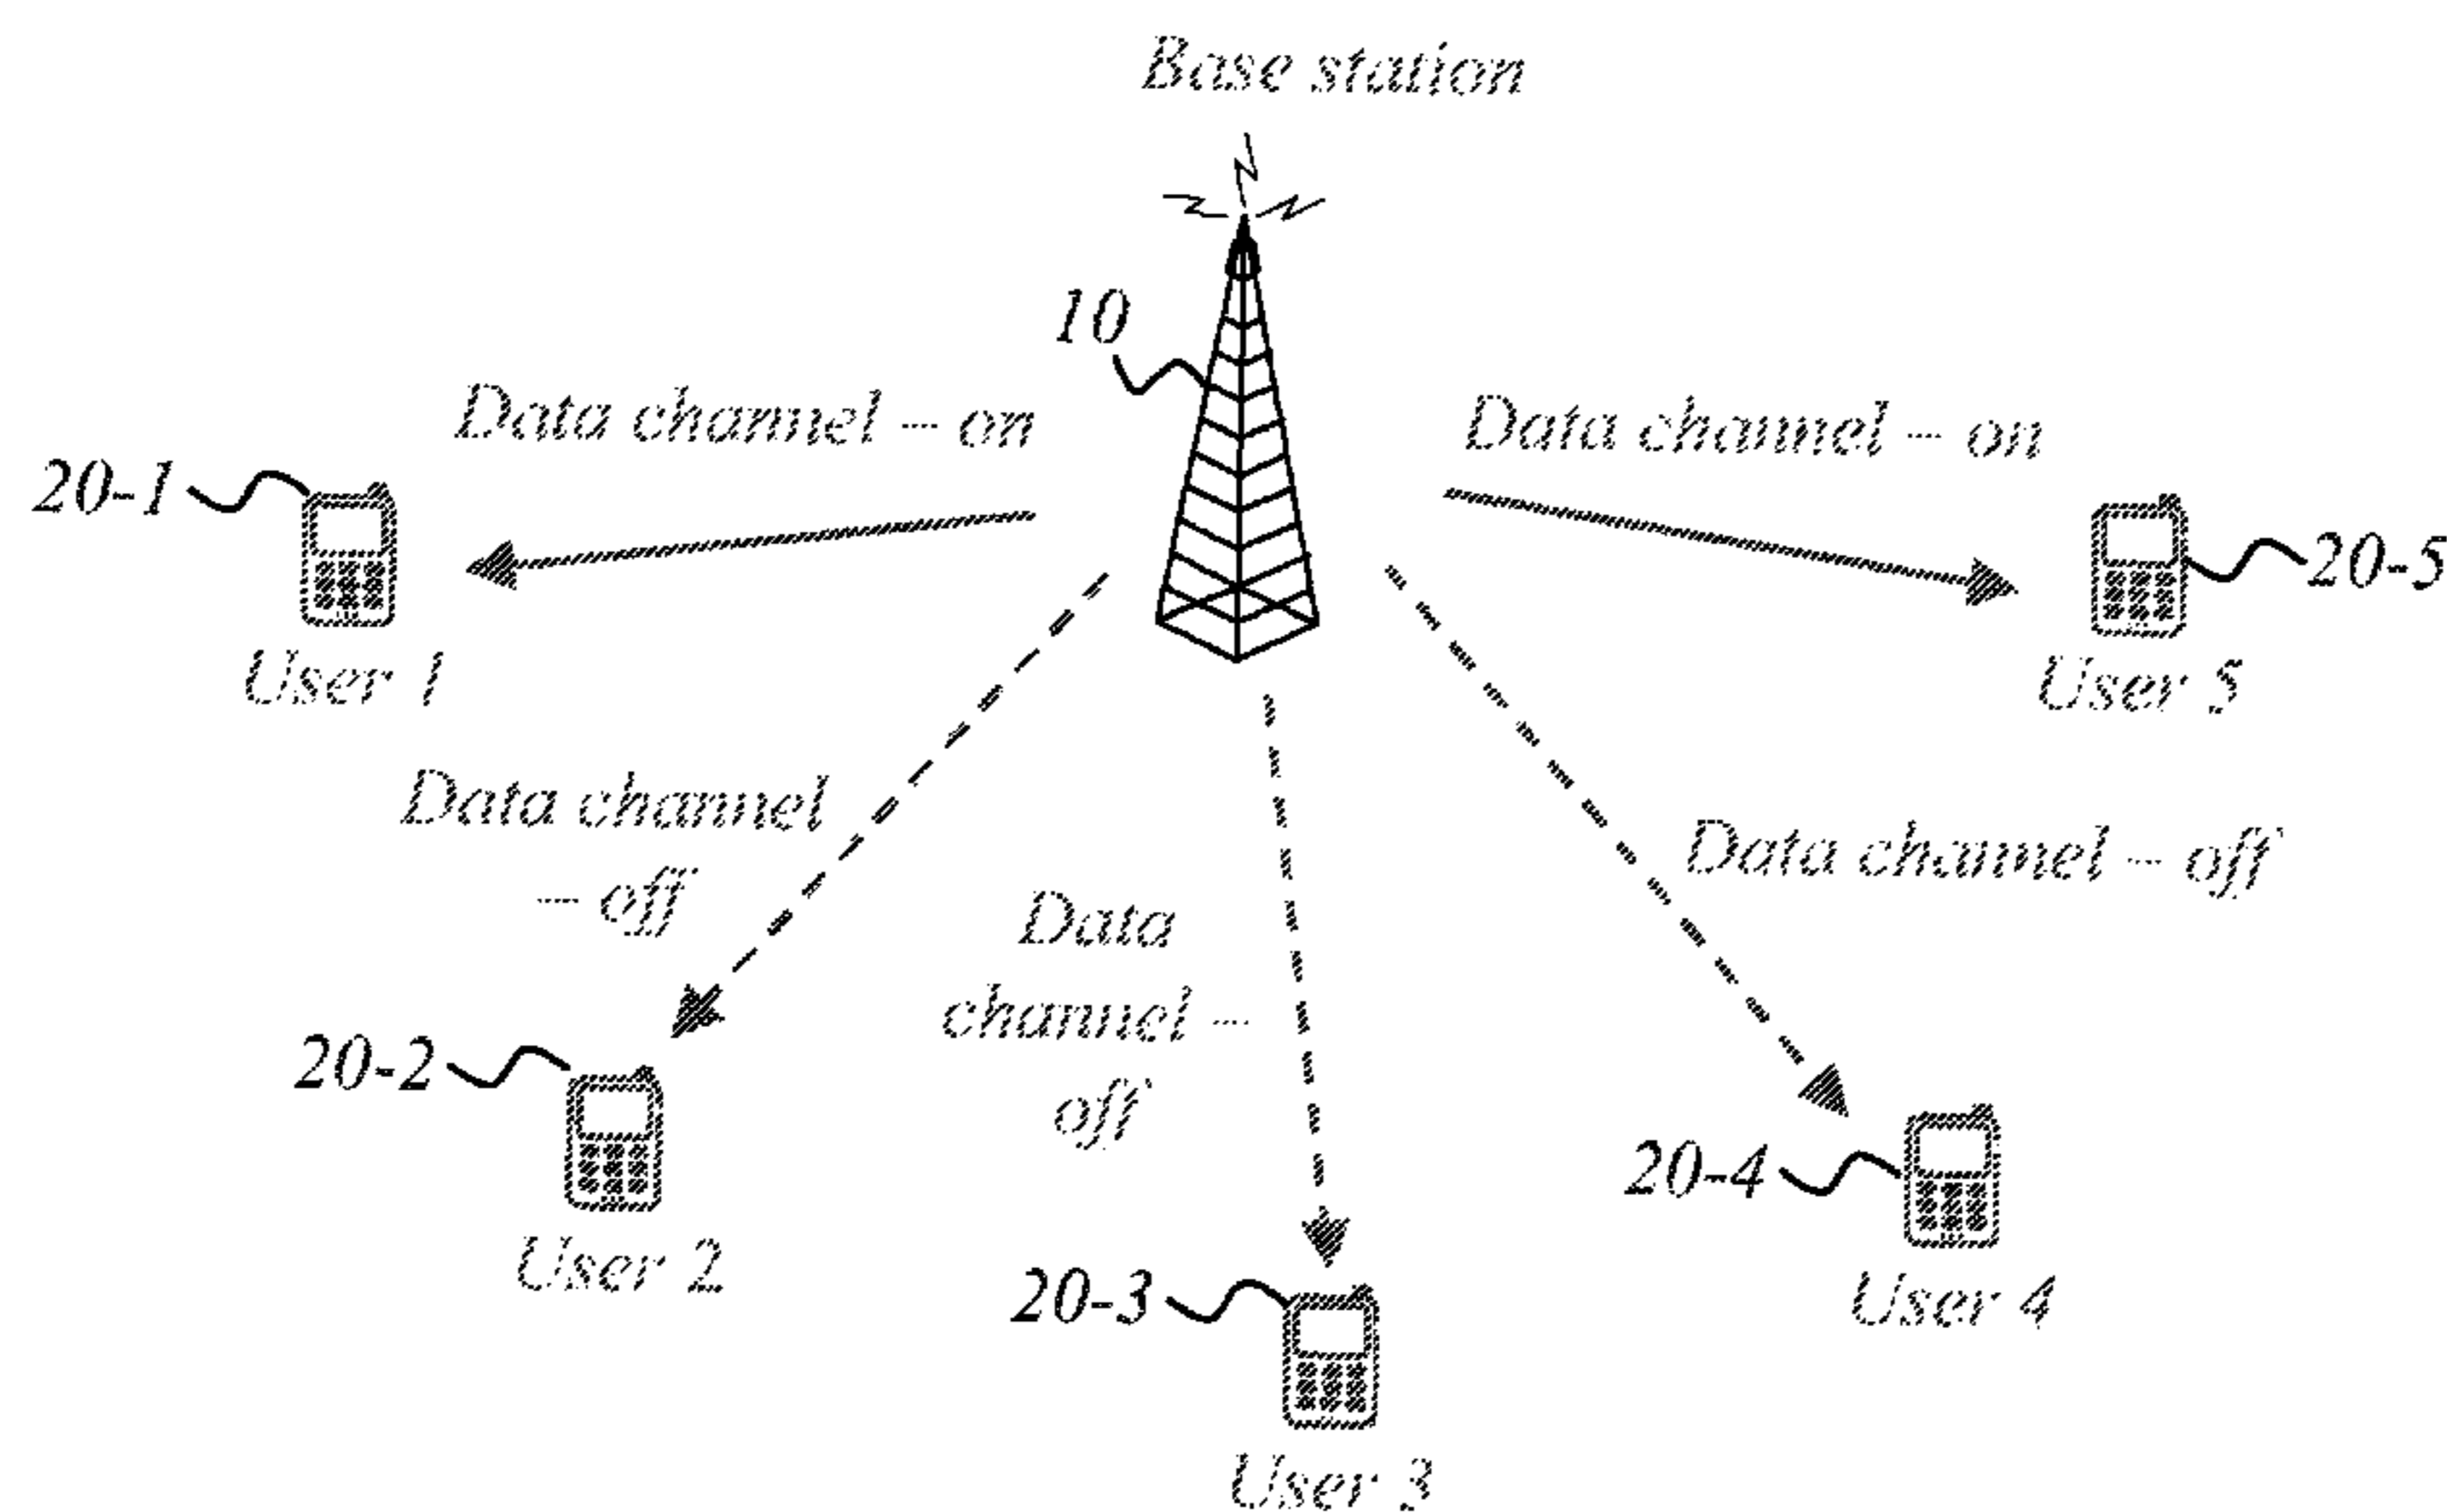 Base station
10
Data channel – on
Data channel – on
20-1
20-5
User 1
User 5
Data channel
– off
Data channel – off
Data
channel –
off
20-2
20-4
User 2
20-3
User 4
User 3